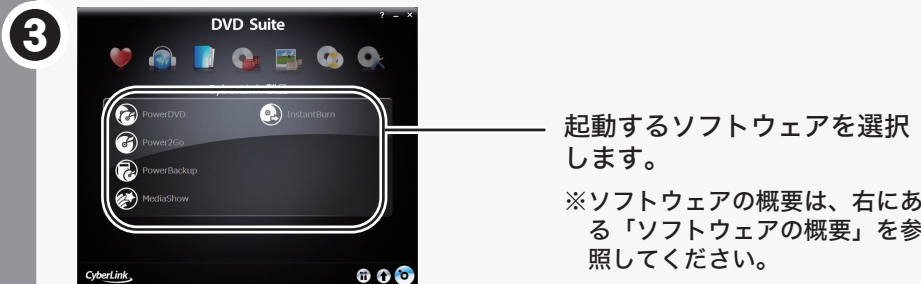 3
DVD Suite
? – ×
PowerDVD
InstantBurn
Power2Go
PowerBackup
MediaShow
CyberLink
起動するソフトウェアを選択
します。
※ソフトウェアの概要は、右にあ
る「ソフトウェアの概要」を参
照してください。